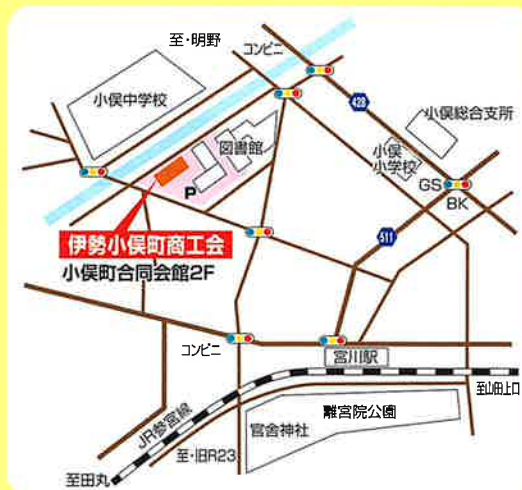 至・明野
コンビニ
小俣中学校
428
図書館
小俣総合支所
小俣
小学校
P
GS
BK
伊勢小俣町商工会
小俣町合同会館2F
511
コンビニ
宮川駅
至山田上口
JR参宮線
離宮院公園
官舎神社
至・旧R23
至田丸